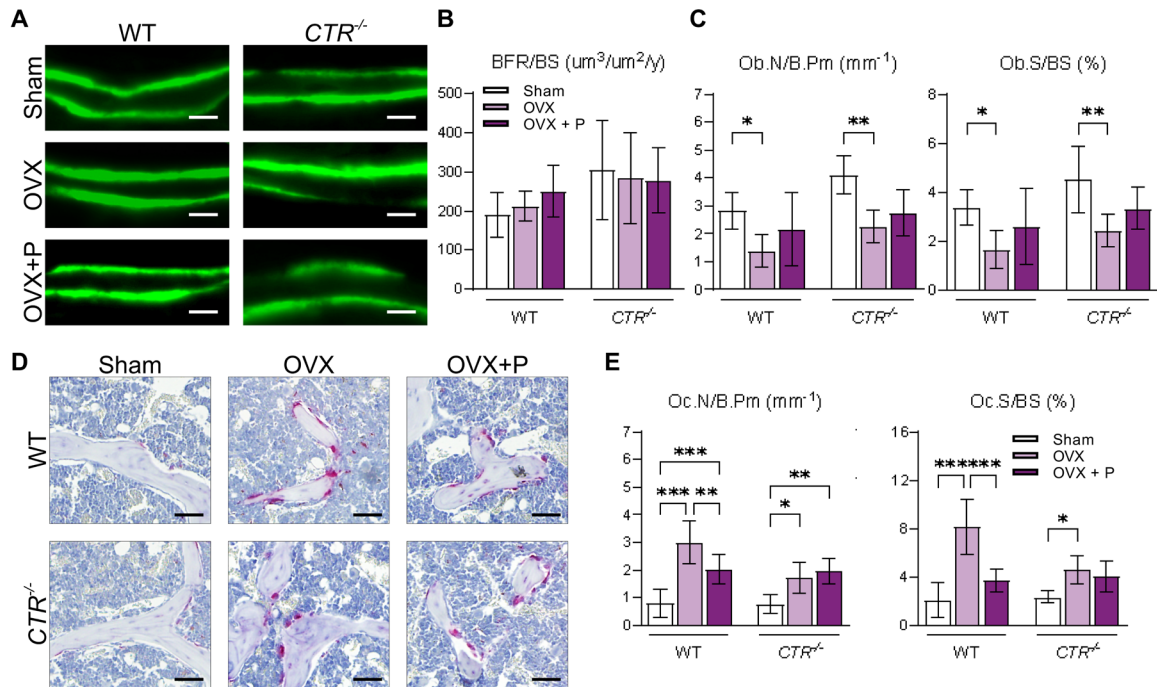 A
WT
CTR-/-
Sham
OVX
OVX+P
B
BFR/BS (um3/um2/y)
500
400
300
200
100
0
Sham
OVX
OVX + P
WT
CTR-/-
C
Ob.N/B.Pm (mm-1)
7
6
5
4
3
2
1
0
*
**
WT
CTR-/-
Ob.S/BS (%)
8
6
4
2
0
*
**
WT
CTR-/-
D
Sham
OVX
OVX+P
WT
CTR-/-
E
Oc.N/B.Pm (mm-1)
7
6
5
4
3
2
1
0
***
*** **
**
*
WT
CTR-/-
Oc.S/BS (%)
16
12
8
4
0
Sham
OVX
OVX + P
******
*
WT
CTR-/-